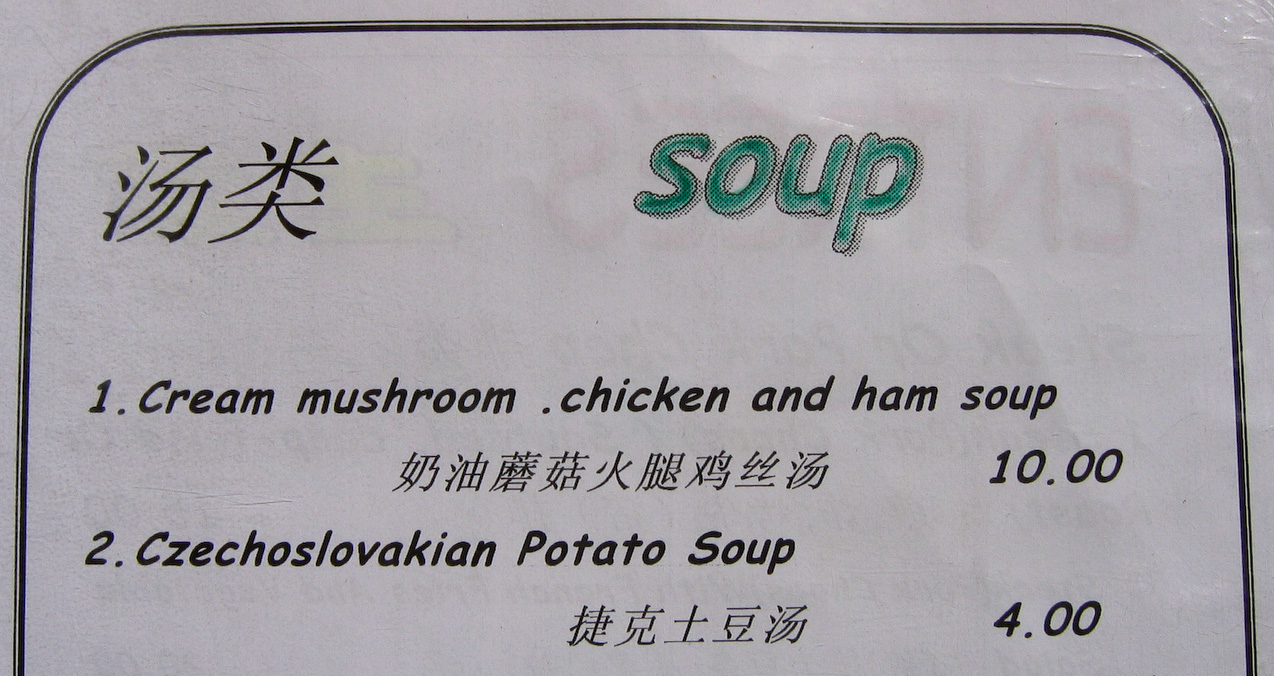 汤类 soup
1.Cream mushroom .chicken and ham soup
奶油蘑菇火腿鸡丝汤 10.00
2.Czechoslovakian Potato Soup
捷克土豆汤 4.00